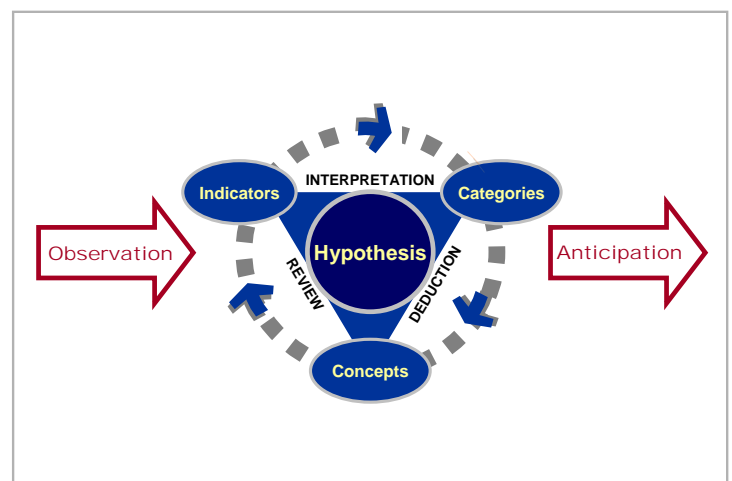 INTERPRETATION
Indicators
Categories
Observation
Hypothesis
Anticipation
REVIEW
DEDUCTION
Concepts